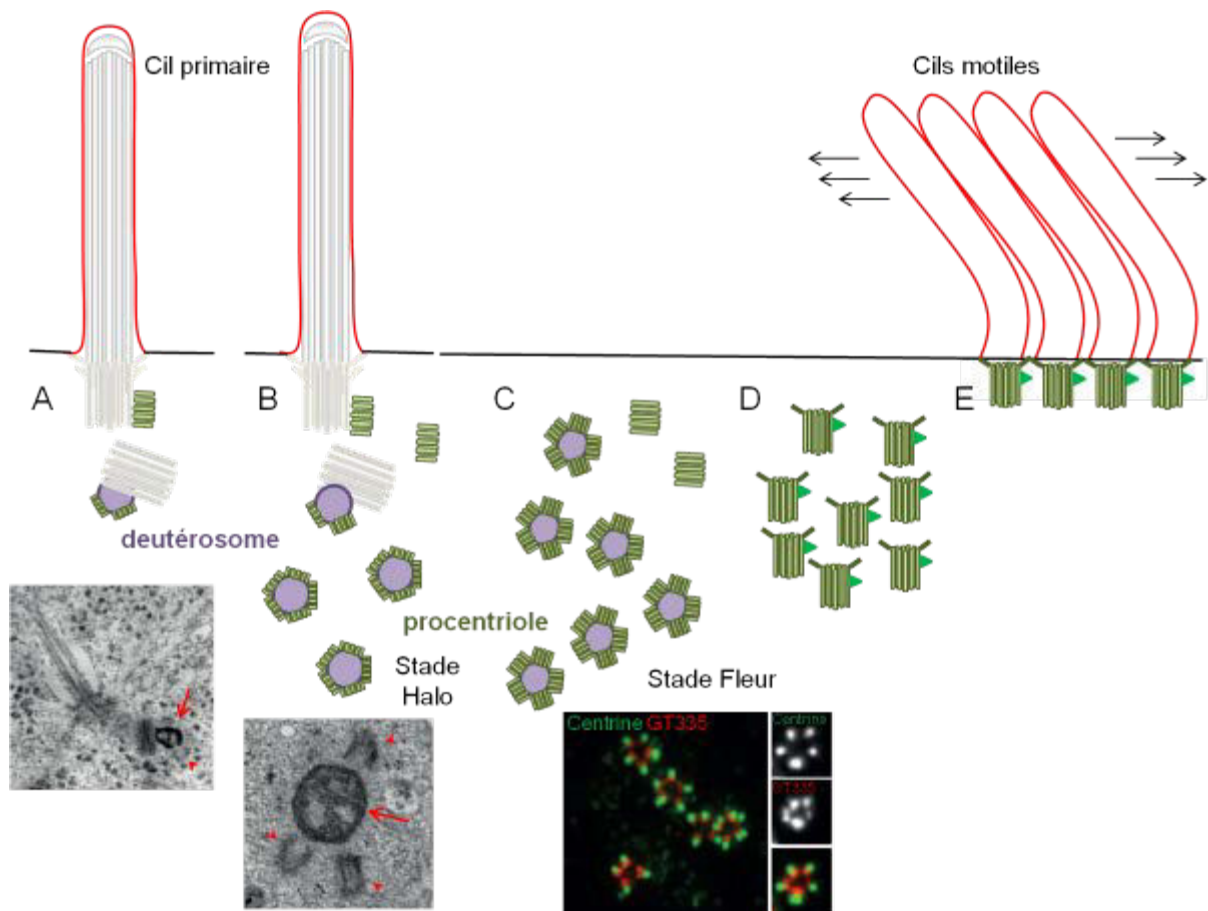 Cil primaire
Cils motiles
A
B
C
D
E
deutérosome
procentriole
Stade
Halo
Stade Fleur
Centrine GT335
Centrine
GT335